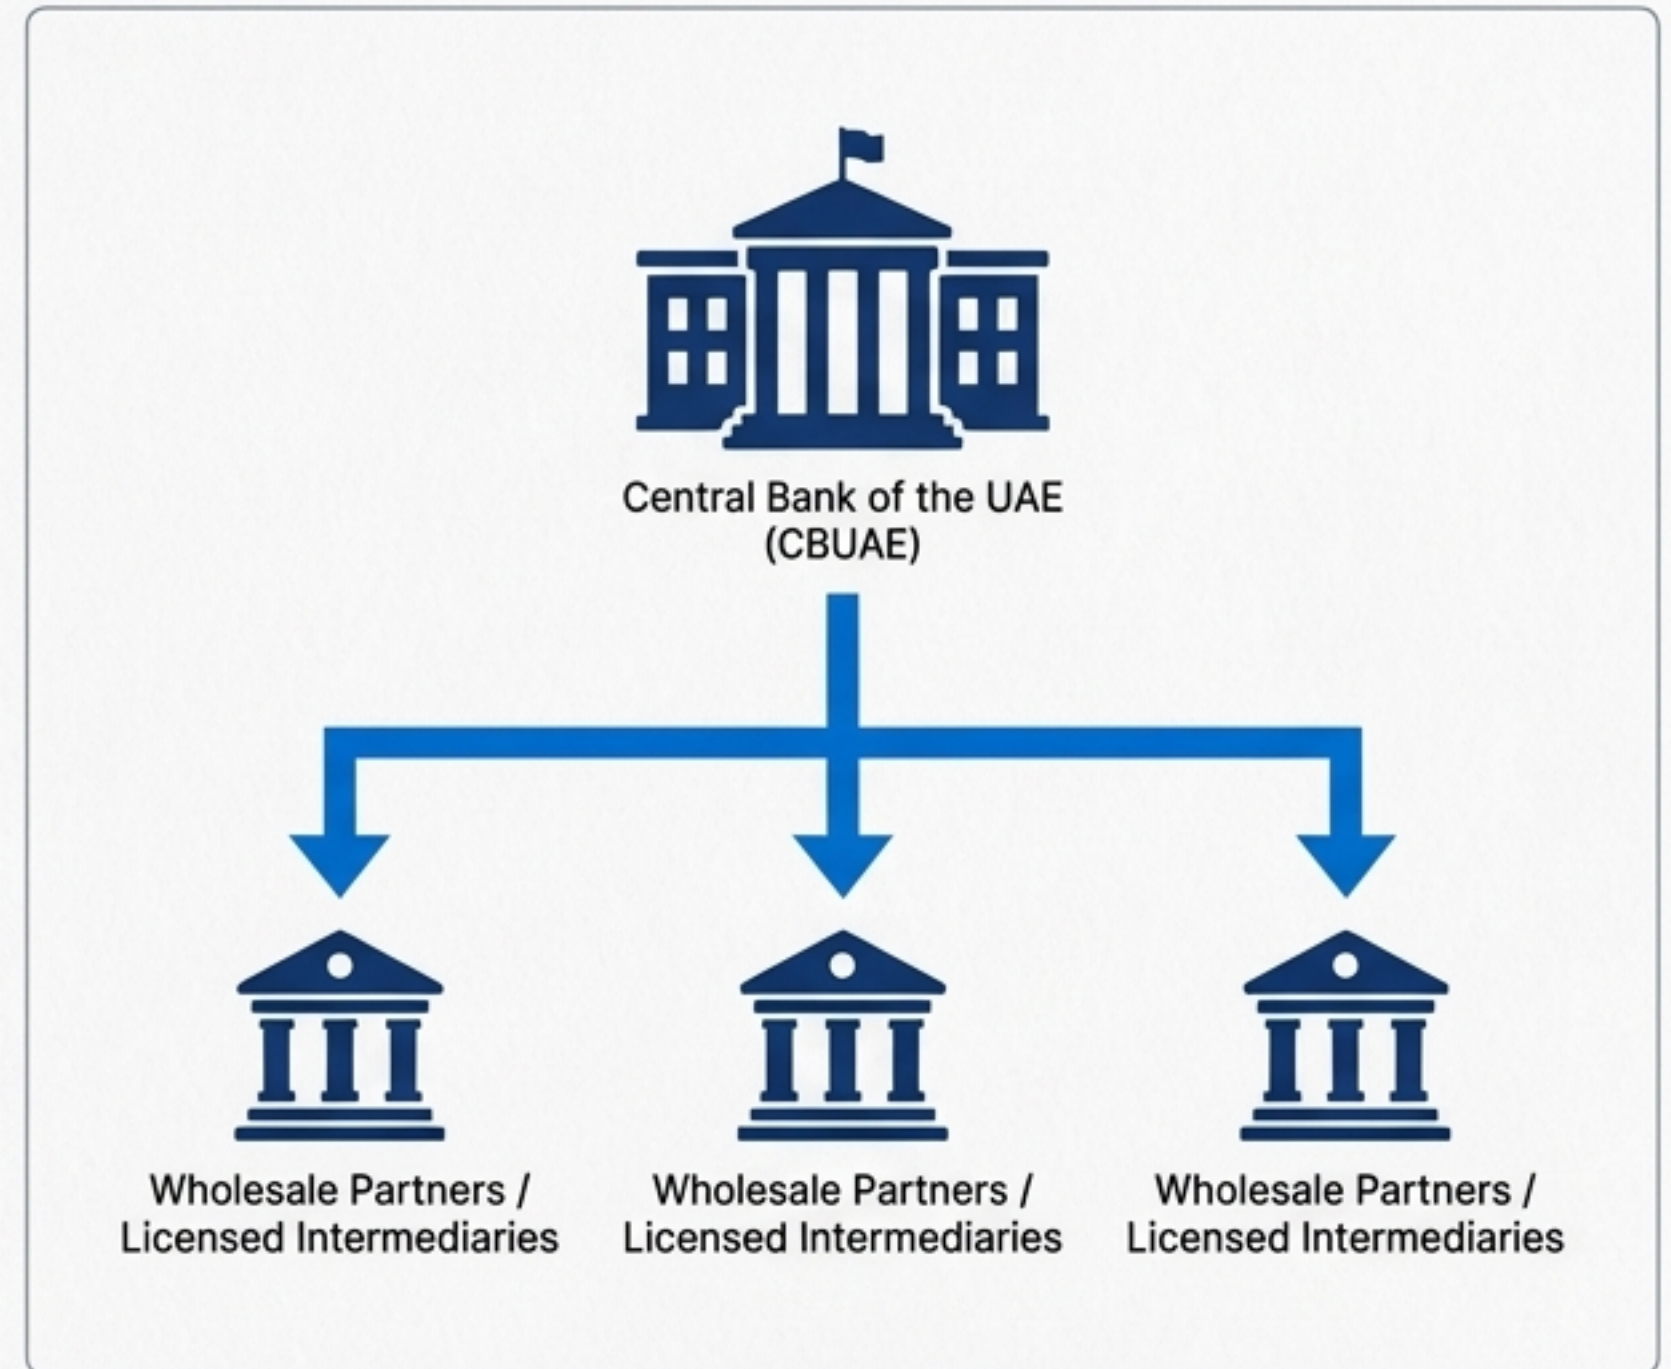 Central Bank of the UAE
(CBUAE)
Wholesale Partners /
Licensed Intermediaries
Wholesale Partners /
Licensed Intermediaries
Wholesale Partners /
Licensed Intermediaries